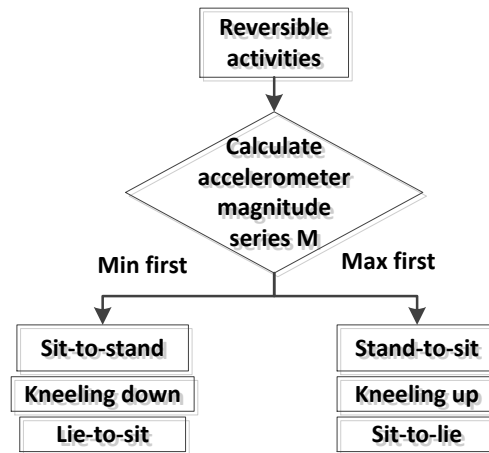 Reversible
activities
Calculate
accelerometer
magnitude
series M
Min first
Max first
Sit-to-stand
Stand-to-sit
Kneeling down
Kneeling up
Lie-to-sit
Sit-to-lie